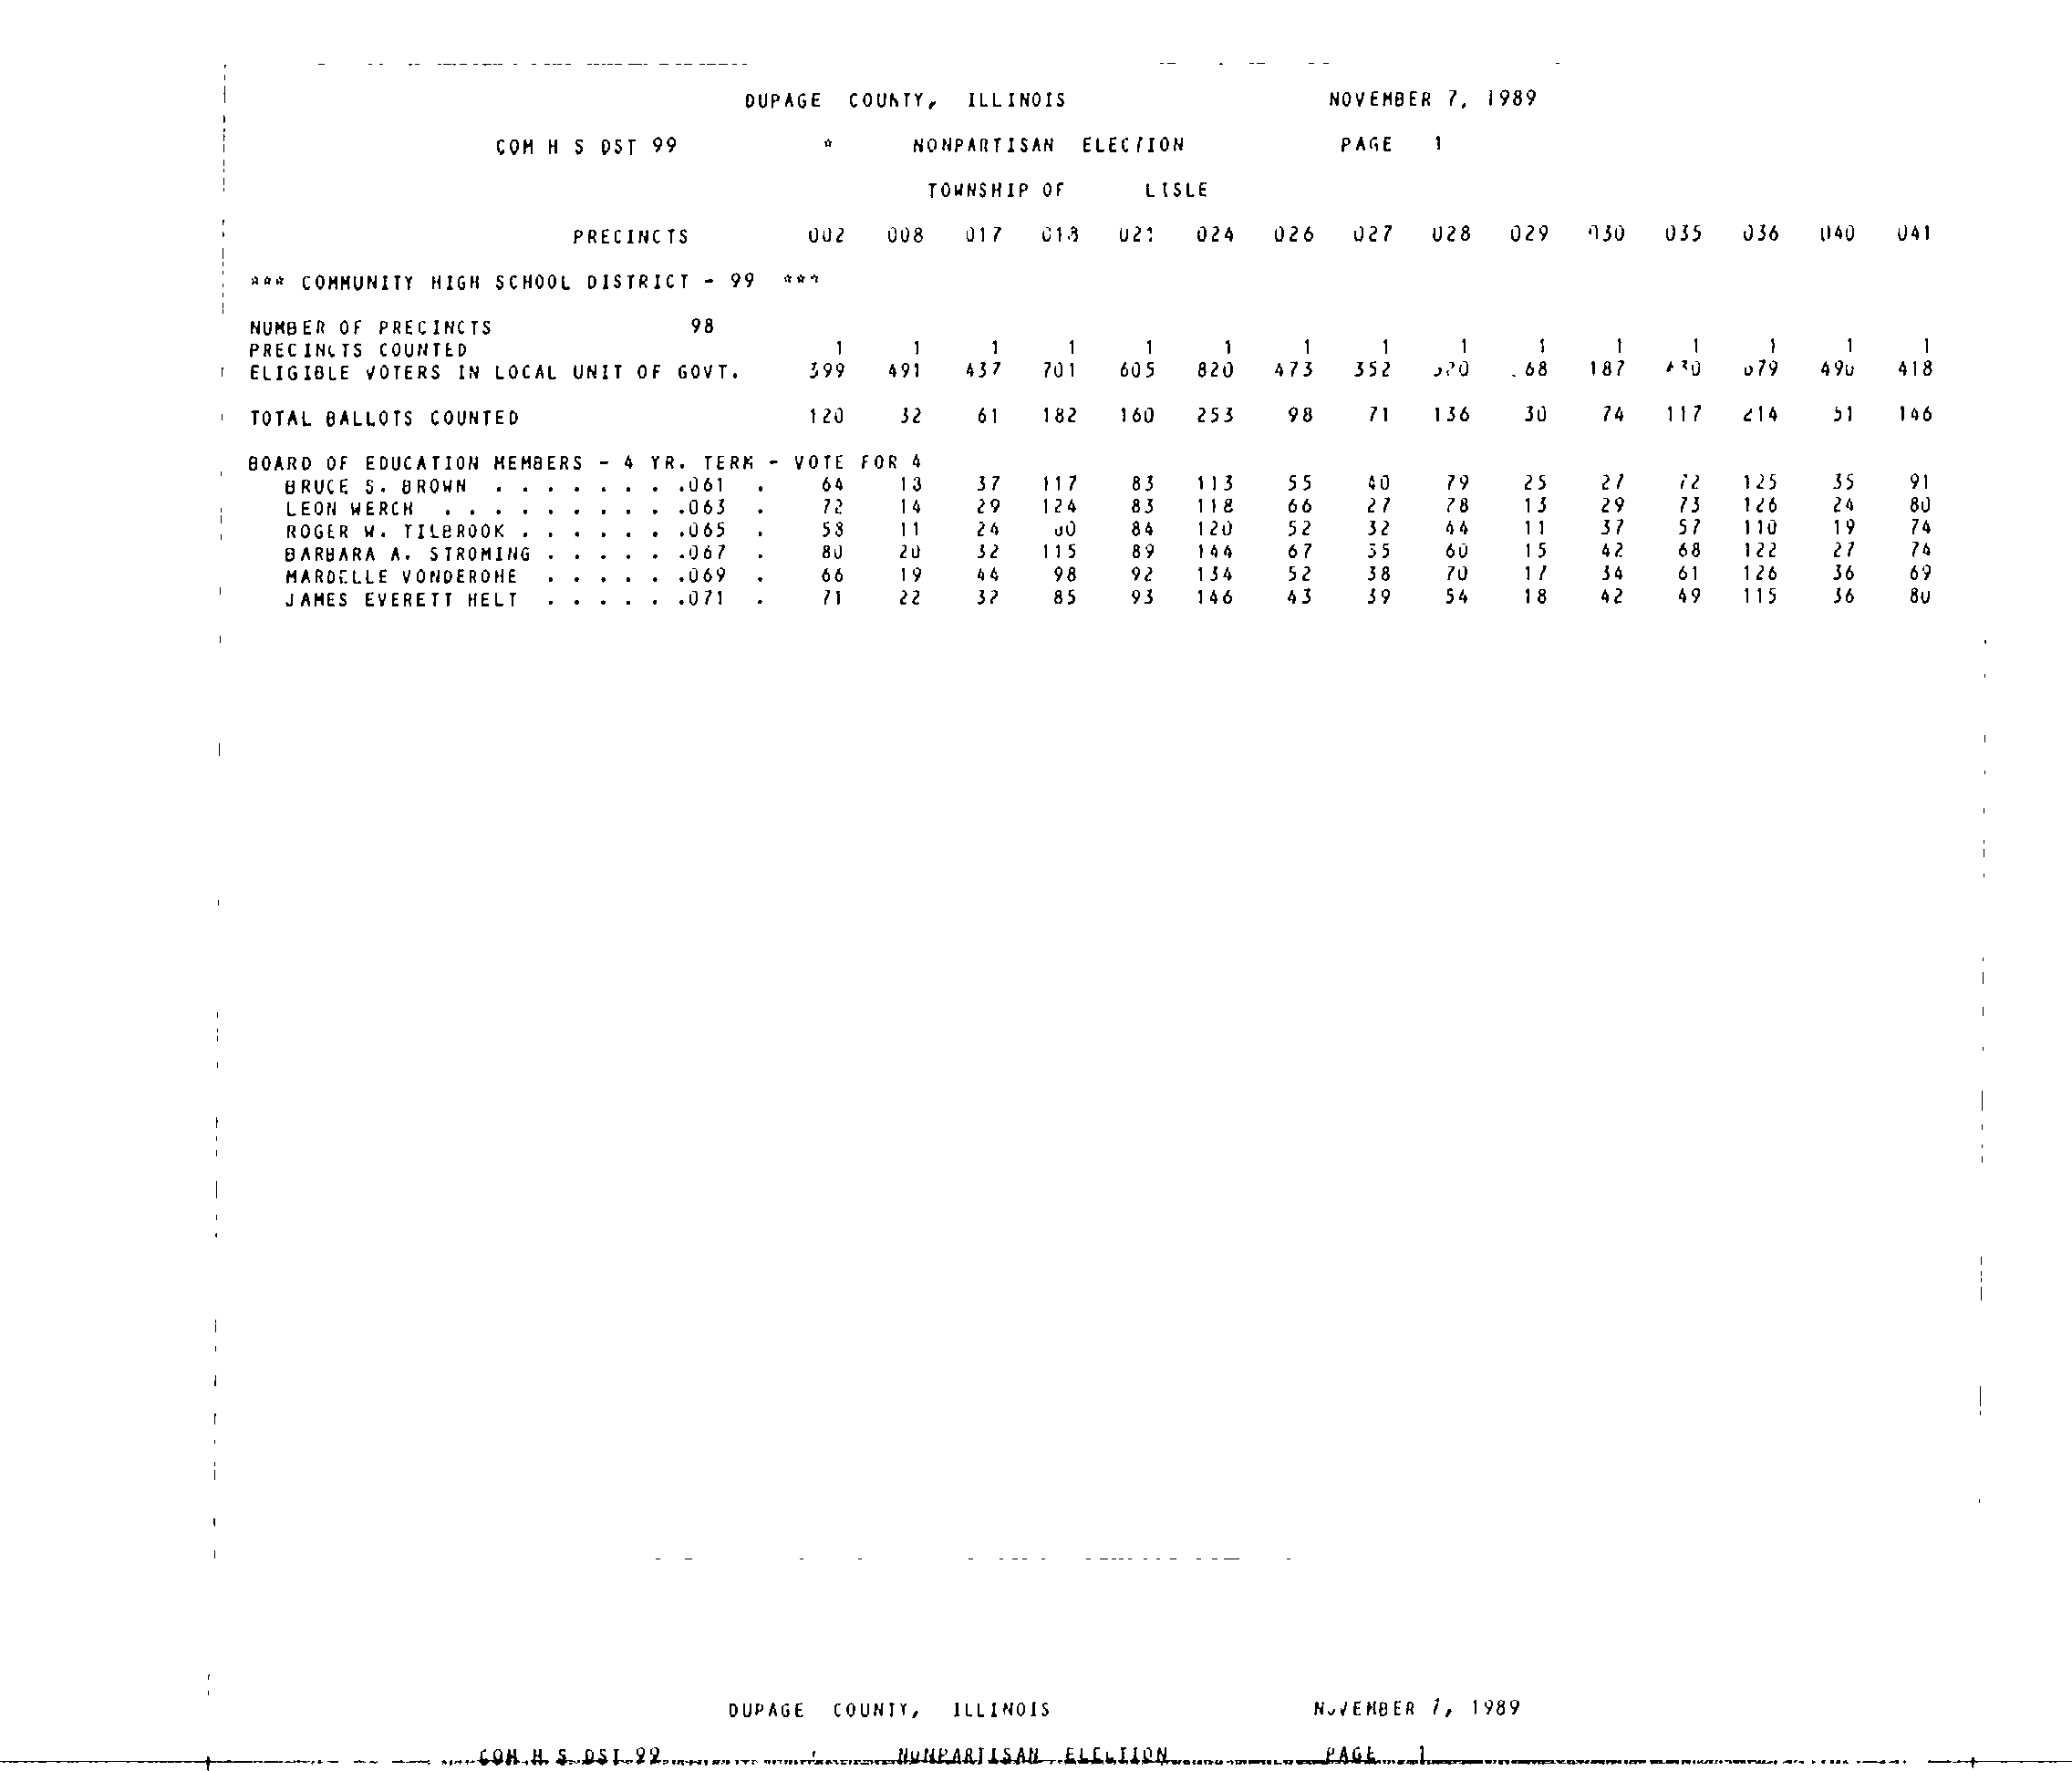 DUPAGE COUNTY, ILLINOIS NOVEMBER 7, 1989
COM H S DST 99 * NONPARTISAN ELECTION PAGE 1
TOWNSHIP OF LISLE
PRECINCTS 002 008 017 018 021 024 026 027 028 029 030 035 036 040 041
*** COMMUNITY HIGH SCHOOL DISTRICT - 99 ***
NUMBER OF PRECINCTS 98
PRECINCTS COUNTED 1 1 1 1 1 1 1 1 1 1 1 1 1 1 1
ELIGIBLE VOTERS IN LOCAL UNIT OF GOVT. 399 491 437 701 605 820 473 352 187 679 490 418
TOTAL BALLOTS COUNTED 120 32 61 182 160 253 98 71 136 30 74 117 214 51 146
BOARD OF EDUCATION MEMBERS - 4 YR. TERM - VOTE FOR 4
BRUCE S. BROWN . . . . . . . .061 . 64 13 37 117 83 113 55 40 79 25 27 72 125 35 91
LEON WERCH . . . . . . . . . .063 . 72 14 29 124 83 118 66 27 78 13 29 73 126 24 80
ROGER W. TILBROOK . . . . . . .065 . 58 11 24 84 120 52 32 44 11 37 57 110 19 74
BARBARA A. STROMING . . . . . .067 . 80 20 32 115 89 144 67 35 60 15 42 68 122 27 74
MARDELLE VONDEROHE . . . . . .069 . 66 19 44 98 92 134 52 38 70 17 34 61 126 36 69
JAMES EVERETT HELT . . . . . .071 . 71 22 32 85 93 146 43 39 54 18 42 49 115 36 80
DUPAGE COUNTY, ILLINOIS NOVEMBER 7, 1989
COM H S DST 99 NONPARTISAN ELECTION PAGE 1